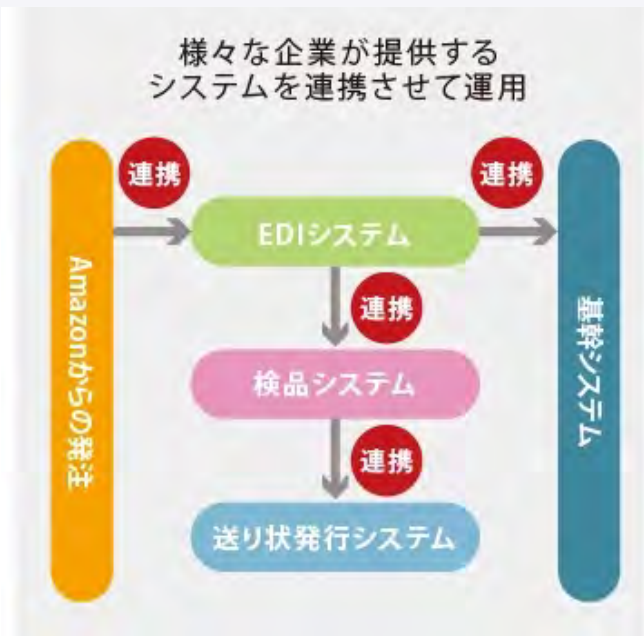 様々な企業が提供する
システムを連携させて運用
連携
連携
EDIシステム
Amazonからの発注
基幹システム
連携
検品システム
連携
送り状発行システム